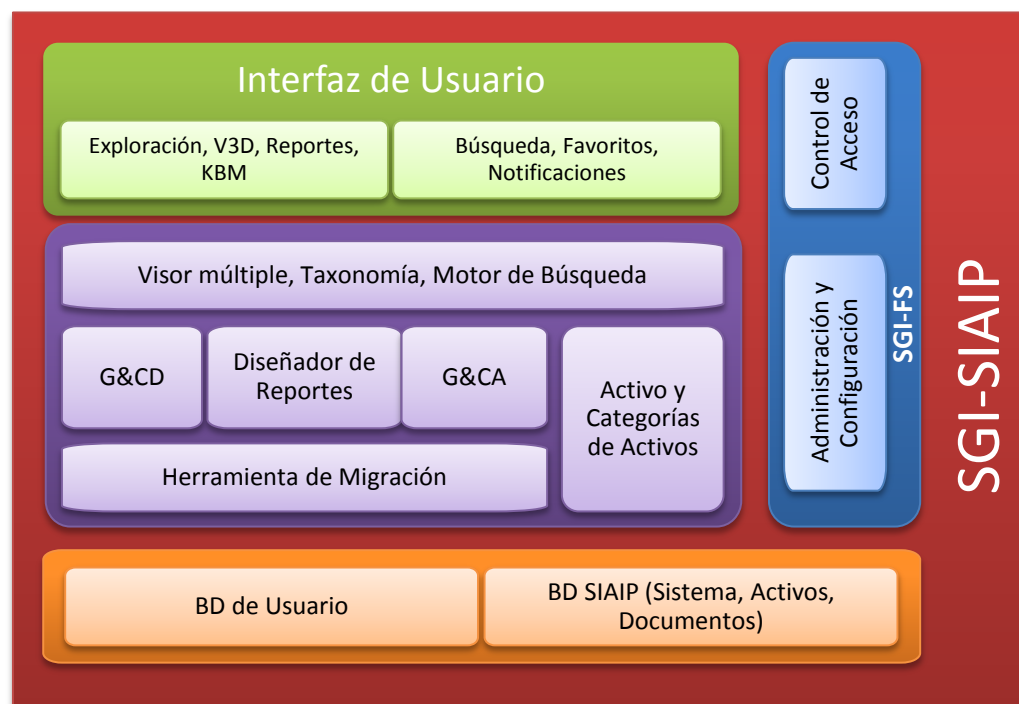 Interfaz de Usuario
Exploración, V3D, Reportes,
KBM
Búsqueda, Favoritos,
Notificaciones
Control de
Acceso
Visor múltiple, Taxonomía, Motor de Búsqueda
G&CD
Diseñador de
Reportes
G&CA
Activo y
Categorías
de Activos
Herramienta de Migración
Administración y
Configuración
SGI-FS
SGI-SIAIP
BD de Usuario
BD SIAIP (Sistema, Activos,
Documentos)